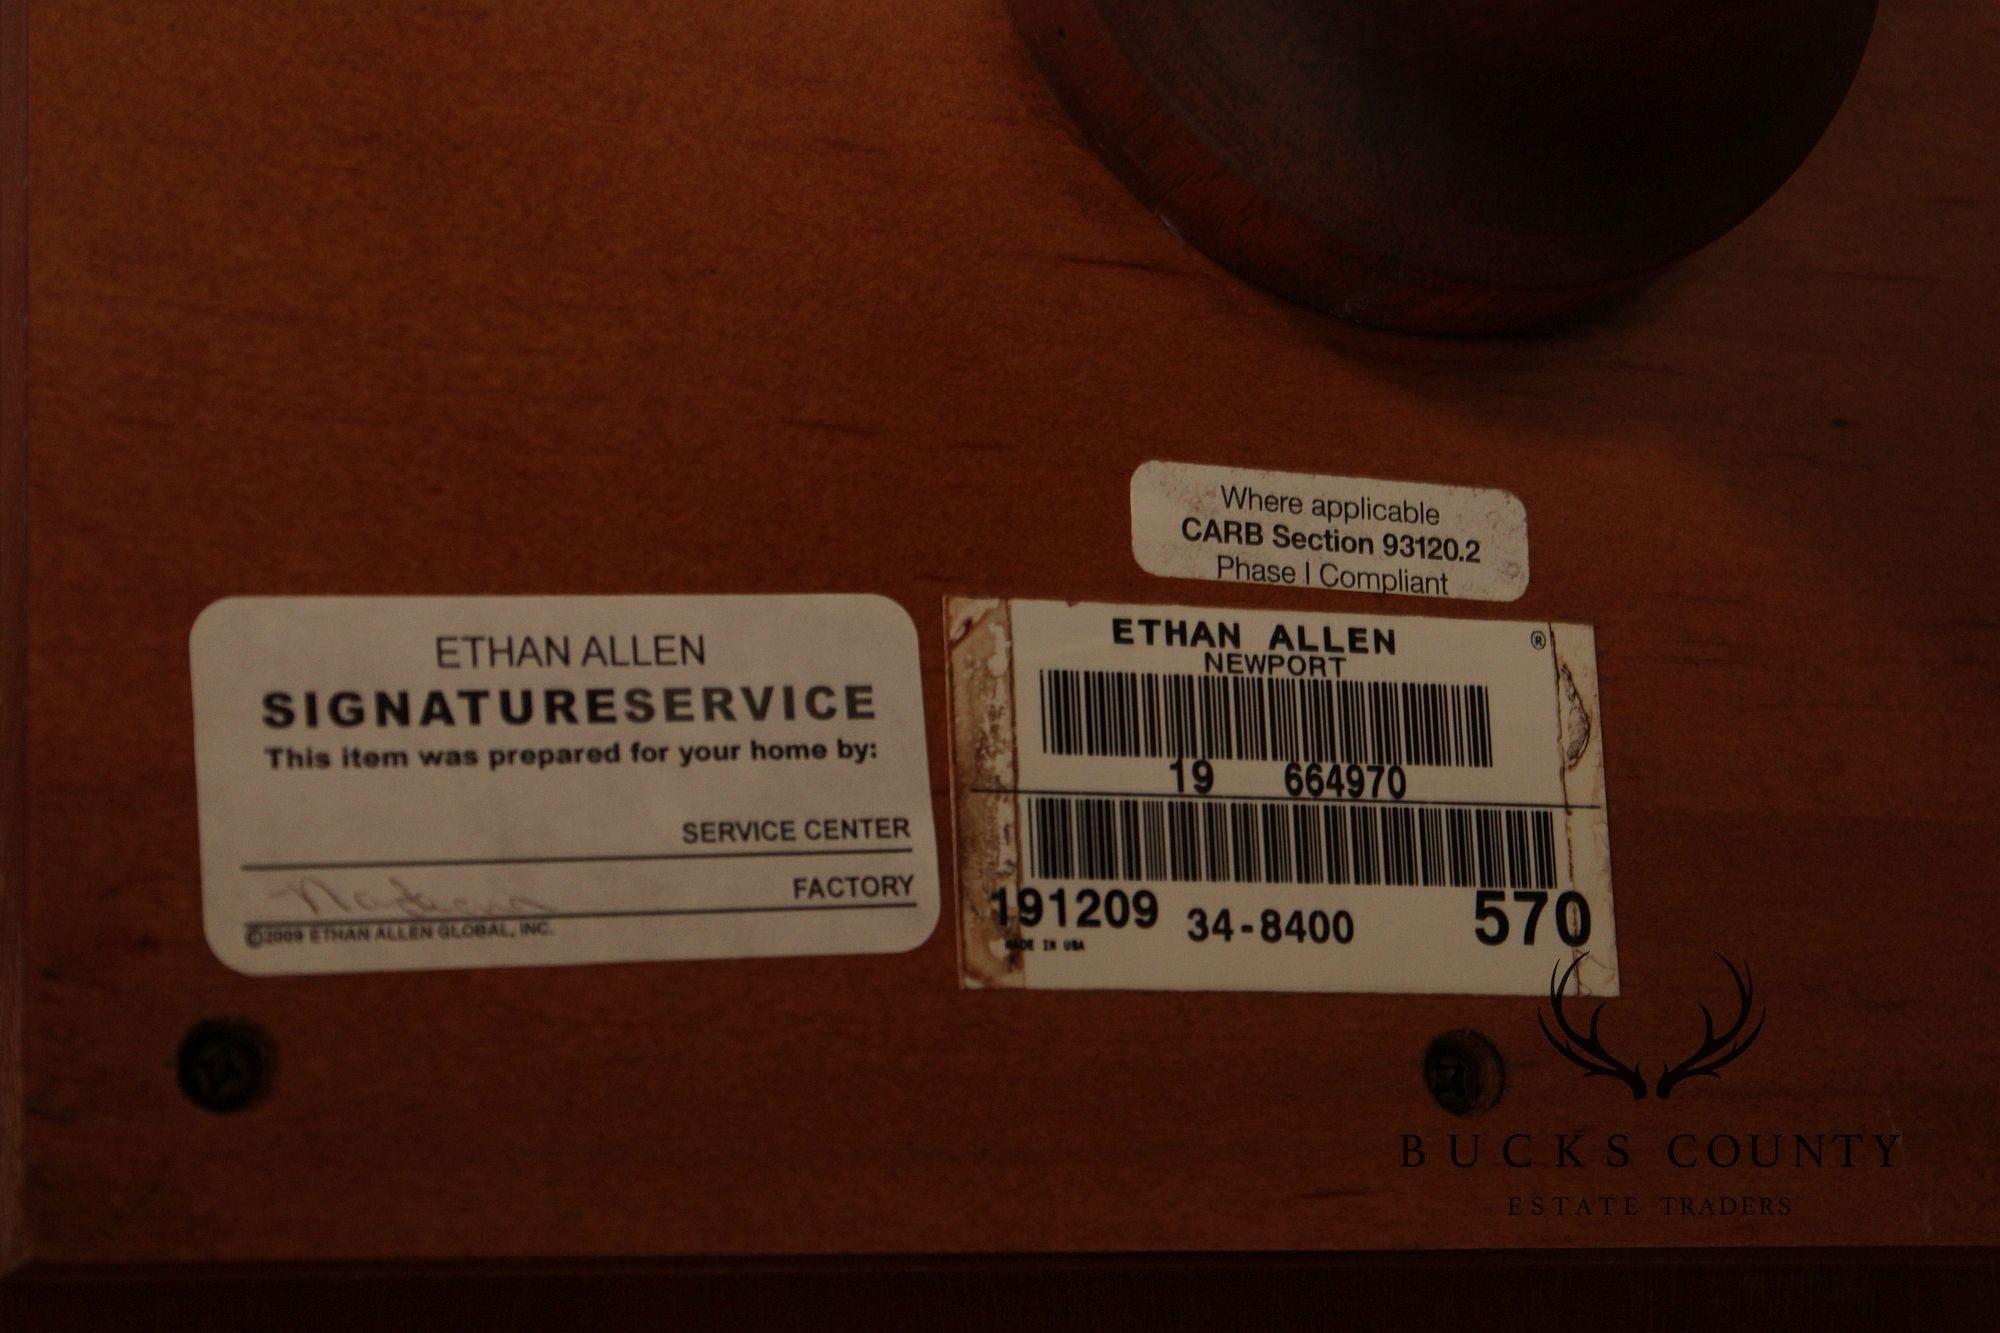 Where applicable
CARB Section 93120.2
Phase I Compliant
ETHAN ALLEN
SIGNATURESERVICE
This item was prepared for your home by:
SERVICE CENTER
FACTORY
©2009 ETHAN ALLEN GLOBAL, INC.
ETHAN ALLEN ®
NEWPORT
19 664970
191209 34-8400 570
MADE IN USA
BUCKS COUNTY
ESTATE TRADERS